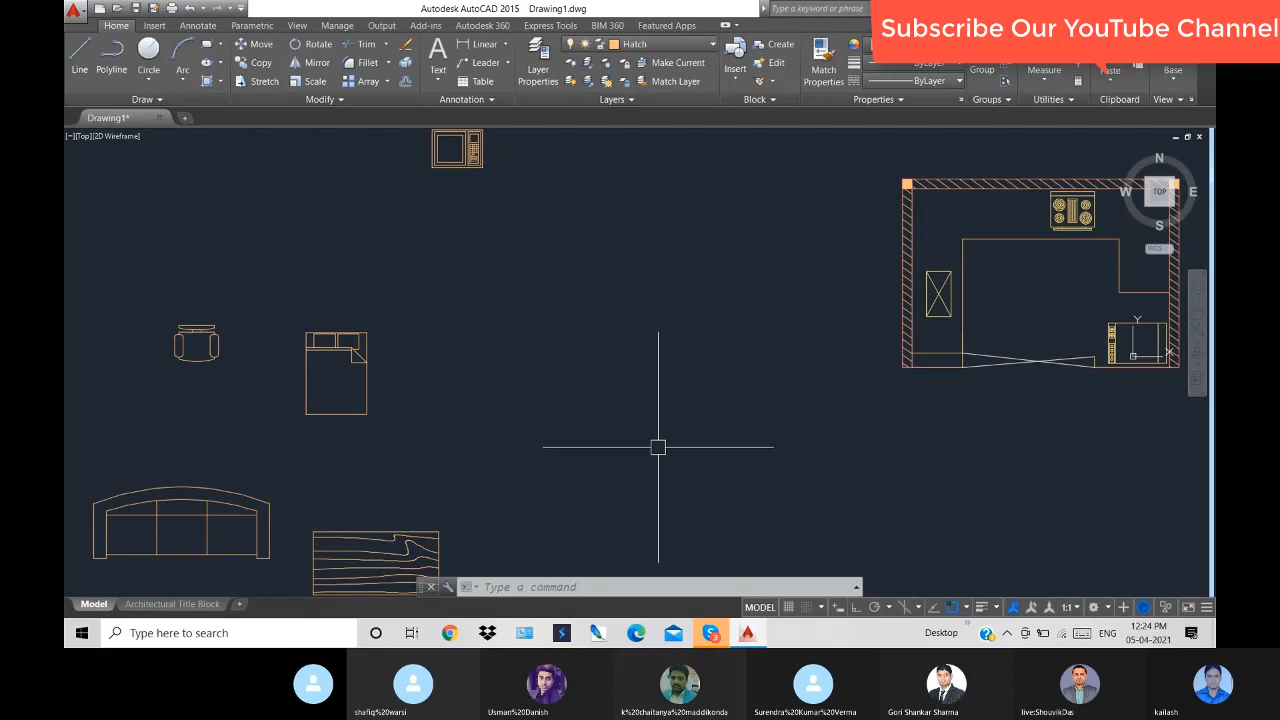 Autodesk AutoCAD 2015 Drawing1.dwg
Type a keyword or phrase
Subscribe Our YouTube Channel
Home Insert Annotate Parametric View Manage Output Add-ins Autodesk 360 Express Tools BIM 360 Featured Apps
Move Rotate Trim Linear Hatch Create
Copy Mirror Fillet Leader Make Current Edit ByLayer
Stretch Scale Array Table Match Layer ByLayer
Line Polyline Circle Arc Text Layer Properties Insert Match Properties Group Measure Paste Base
Draw Modify Annotation Layers Block Properties Groups Utilities Clipboard View
Drawing1*
[−][Top][2D Wireframe]
N
W TOP E
S
WCS
Y
X
Type a command
Model Architectural Title Block
MODEL 1:1
Type here to search
Desktop
ENG
12:24 PM
05-04-2021
shafiq%20warsi Usman%20Danish k%20chaitanya%20maddikonda Surendra%20Kumar%20Verma Gori Shankar Sharma live:ShouvikDas kailash